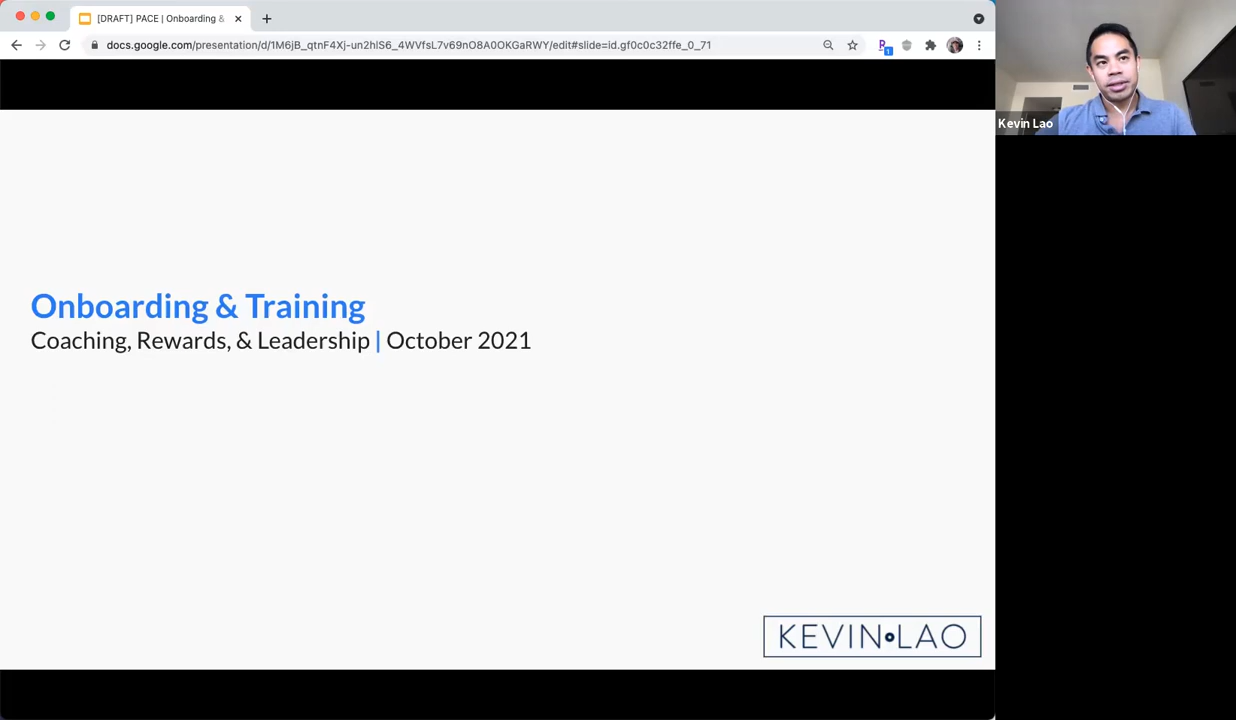 [DRAFT] PACE | Onboarding &
docs.google.com/presentation/d/1M6jB_qtnF4Xj-un2hlS6_4WVfsL7v69nO8A0OKGaRWY/edit#slide=id.gf0c0c32ffe_0_71
1
Kevin Lao
Onboarding & Training
Coaching, Rewards, & Leadership | October 2021
KEVIN LAO